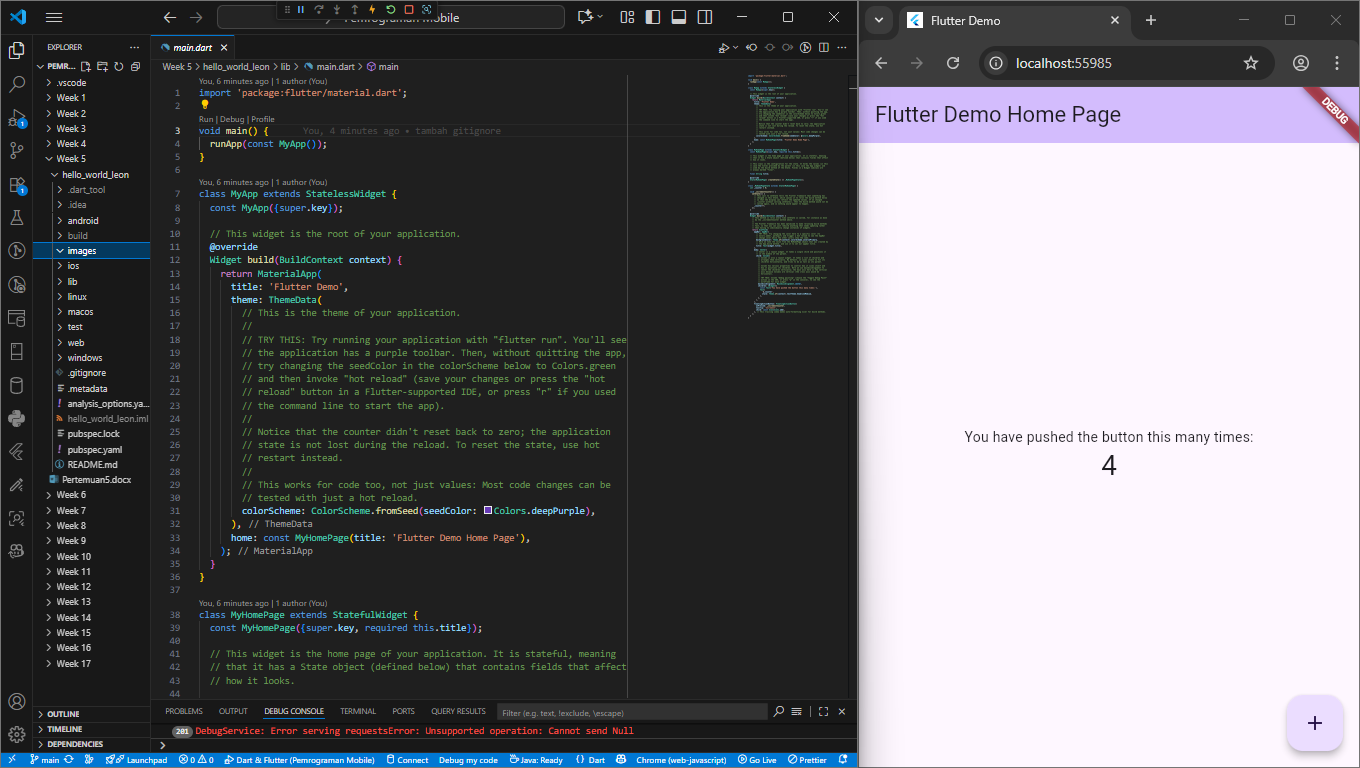 Pemrograman Mobile
EXPLORER
PEMR...
.vscode
Week 1
Week 2
Week 3
Week 4
Week 5
hello_world_leon
.dart_tool
.idea
android
build
images
ios
lib
linux
macos
test
web
windows
.gitignore
.metadata
analysis_options.ya...
hello_world_leon.iml
pubspec.lock
pubspec.yaml
README.md
Pertemuan5.docx
Week 6
Week 7
Week 8
Week 9
Week 10
Week 11
Week 12
Week 13
Week 14
Week 15
Week 16
Week 17
OUTLINE
TIMELINE
DEPENDENCIES
main.dart
Week 5 > hello_world_leon > lib > main.dart > main
You, 6 minutes ago | 1 author (You)
1 import 'package:flutter/material.dart';
2
Run | Debug | Profile
3 void main() { You, 4 minutes ago • tambah gitignore
4 runApp(const MyApp());
5 }
6
You, 6 minutes ago | 1 author (You)
7 class MyApp extends StatelessWidget {
8 const MyApp({super.key});
9
10 // This widget is the root of your application.
11 @override
12 Widget build(BuildContext context) {
13 return MaterialApp(
14 title: 'Flutter Demo',
15 theme: ThemeData(
16 // This is the theme of your application.
17 //
18 // TRY THIS: Try running your application with "flutter run". You'll see
19 // the application has a purple toolbar. Then, without quitting the app,
20 // try changing the seedColor in the colorScheme below to Colors.green
21 // and then invoke "hot reload" (save your changes or press the "hot
22 // reload" button in a Flutter-supported IDE, or press "r" if you used
23 // the command line to start the app).
24 //
25 // Notice that the counter didn't reset back to zero; the application
26 // state is not lost during the reload. To reset the state, use hot
27 // restart instead.
28 //
29 // This works for code too, not just values: Most code changes can be
30 // tested with just a hot reload.
31 colorScheme: ColorScheme.fromSeed(seedColor: Colors.deepPurple),
32 ), // ThemeData
33 home: const MyHomePage(title: 'Flutter Demo Home Page'),
34 ); // MaterialApp
35 }
36 }
37
You, 6 minutes ago | 1 author (You)
38 class MyHomePage extends StatefulWidget {
39 const MyHomePage({super.key, required this.title});
40
41 // This widget is the home page of your application. It is stateful, meaning
42 // that it has a State object (defined below) that contains fields that affect
43 // how it looks.
44
PROBLEMS OUTPUT DEBUG CONSOLE TERMINAL PORTS QUERY RESULTS Filter (e.g. text, !exclude, \escape)
201 DebugService: Error serving requestsError: Unsupported operation: Cannot send Null
main Launchpad 0 0 Dart & Flutter (Pemrograman Mobile) Connect Debug my code Java: Ready {} Dart Chrome (web-javascript) Go Live Prettier
Flutter Demo
localhost:55985
Flutter Demo Home Page
DEBUG
You have pushed the button this many times:
4
+